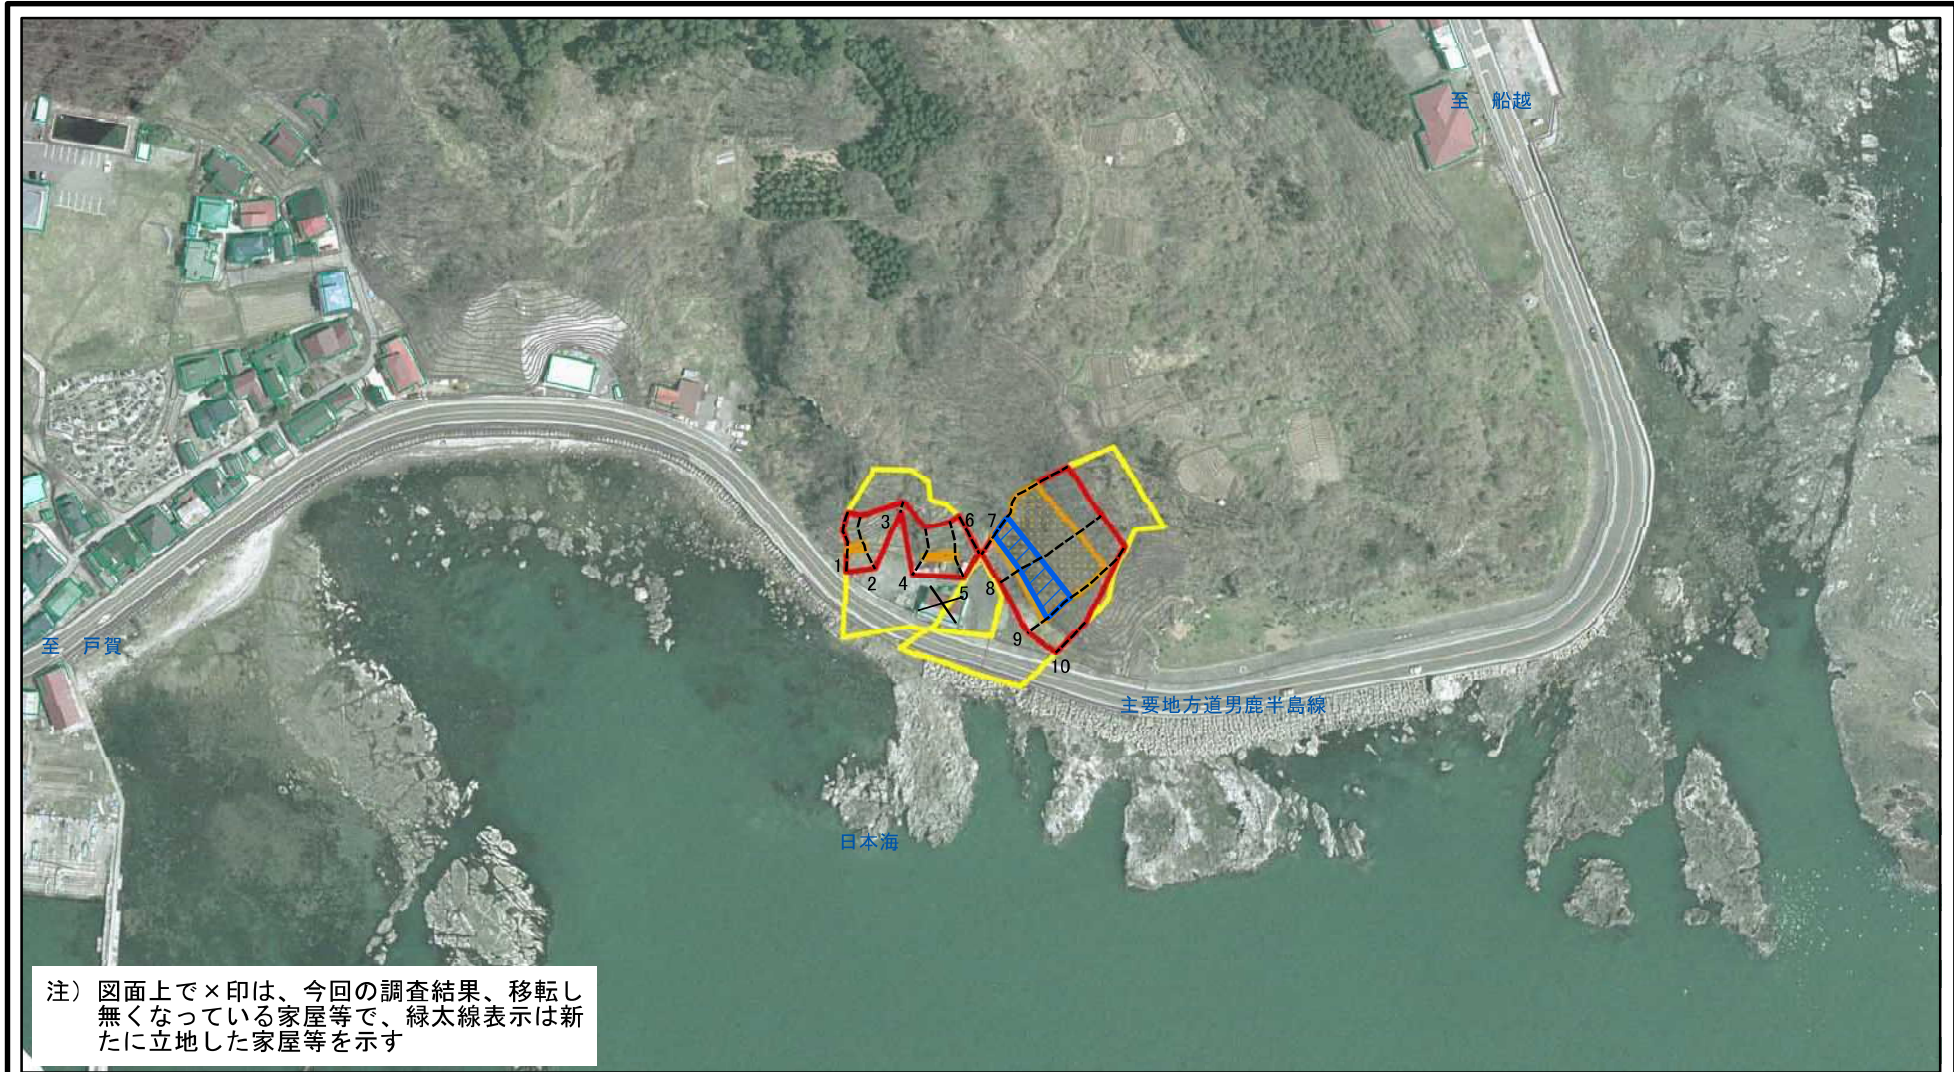 至　船越
3
6
7
1
2
4
5
8
9
10
至　戸賀
主要地方道男鹿半島線
日本海
注） 図面上で×印は、今回の調査結果、移転し
無くなっている家屋等で、緑太線表示は新
たに立地した家屋等を示す